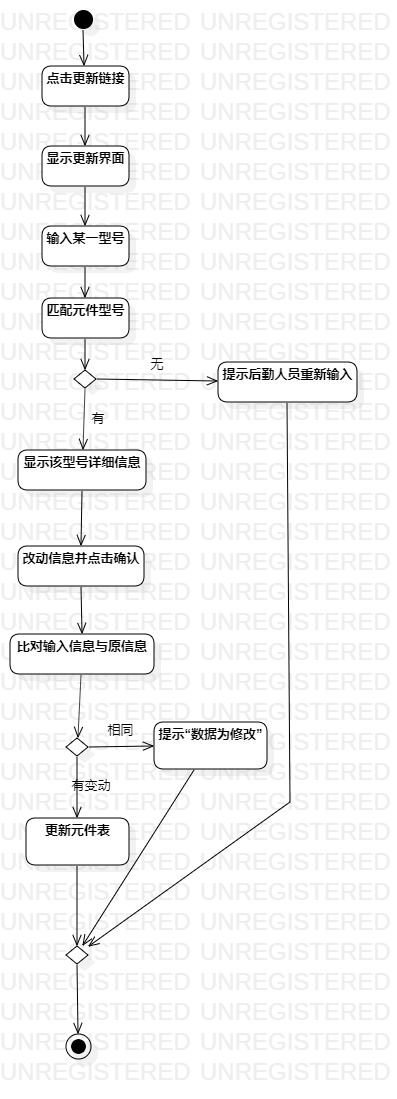 点击更新链接
显示更新界面
输入某一型号
匹配元件型号
无
提示后勤人员重新输入
有
显示该型号详细信息
改动信息并点击确认
比对输入信息与原信息
相同
提示“数据为修改”
有变动
更新元件表
UNREGISTERED UNREGISTERED